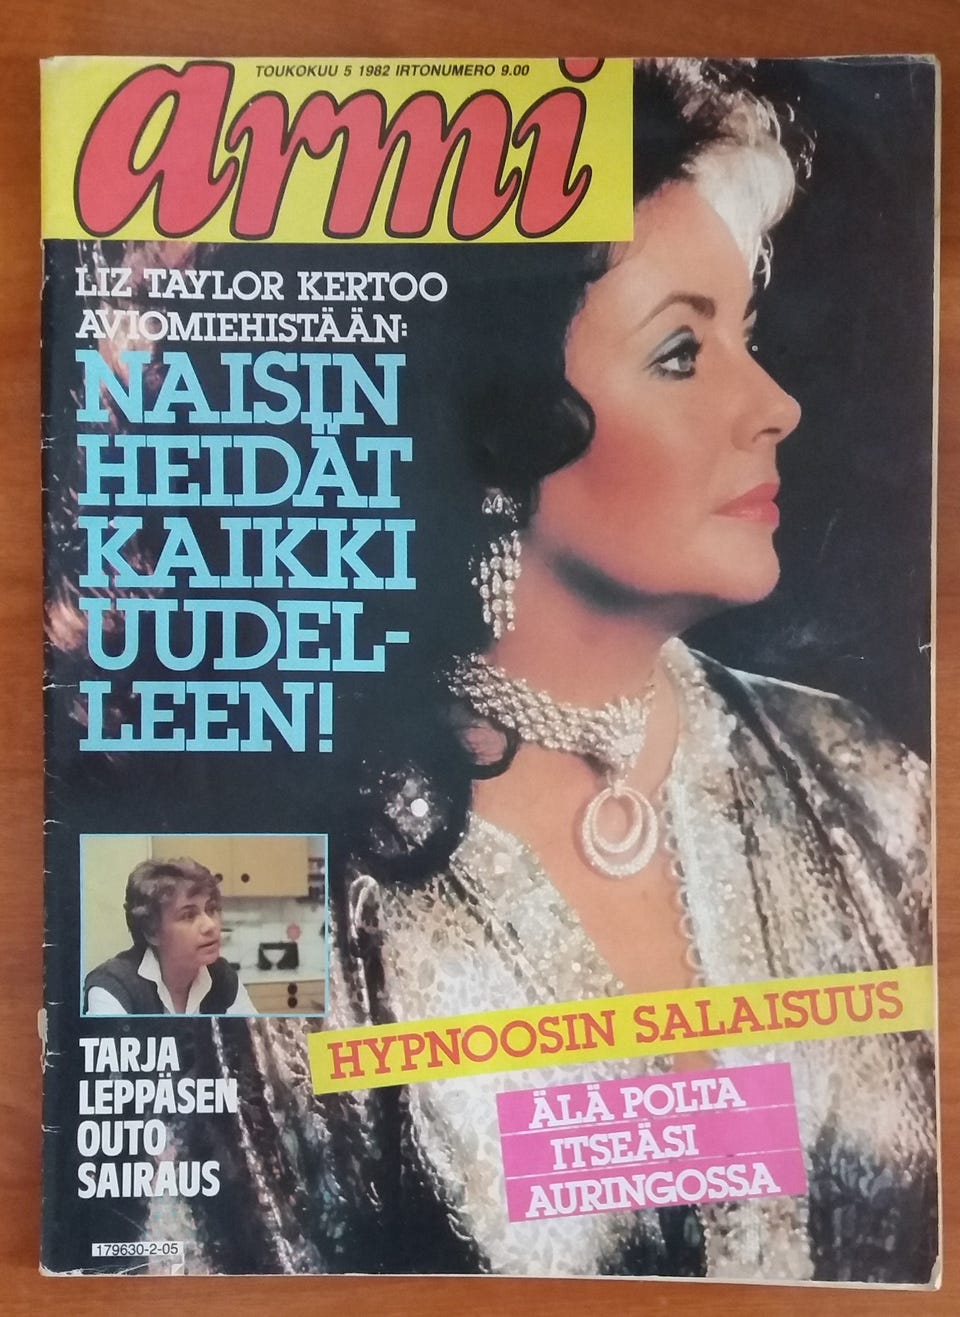 TOUKOKUU 5 1982 IRTONUMERO 9.00
armi
LIZ TAYLOR KERTOO
AVIOMIEHISTÄÄN:
NAISIN
HEIDÄT
KAIKKI
UUDEL-
LEEN!
TARJA
LEPPÄSEN
OUTO
SAIRAUS
HYPNOOSIN SALAISUUS
ÄLÄ POLTA
ITSEÄSI
AURINGOSSA
179630-2-05